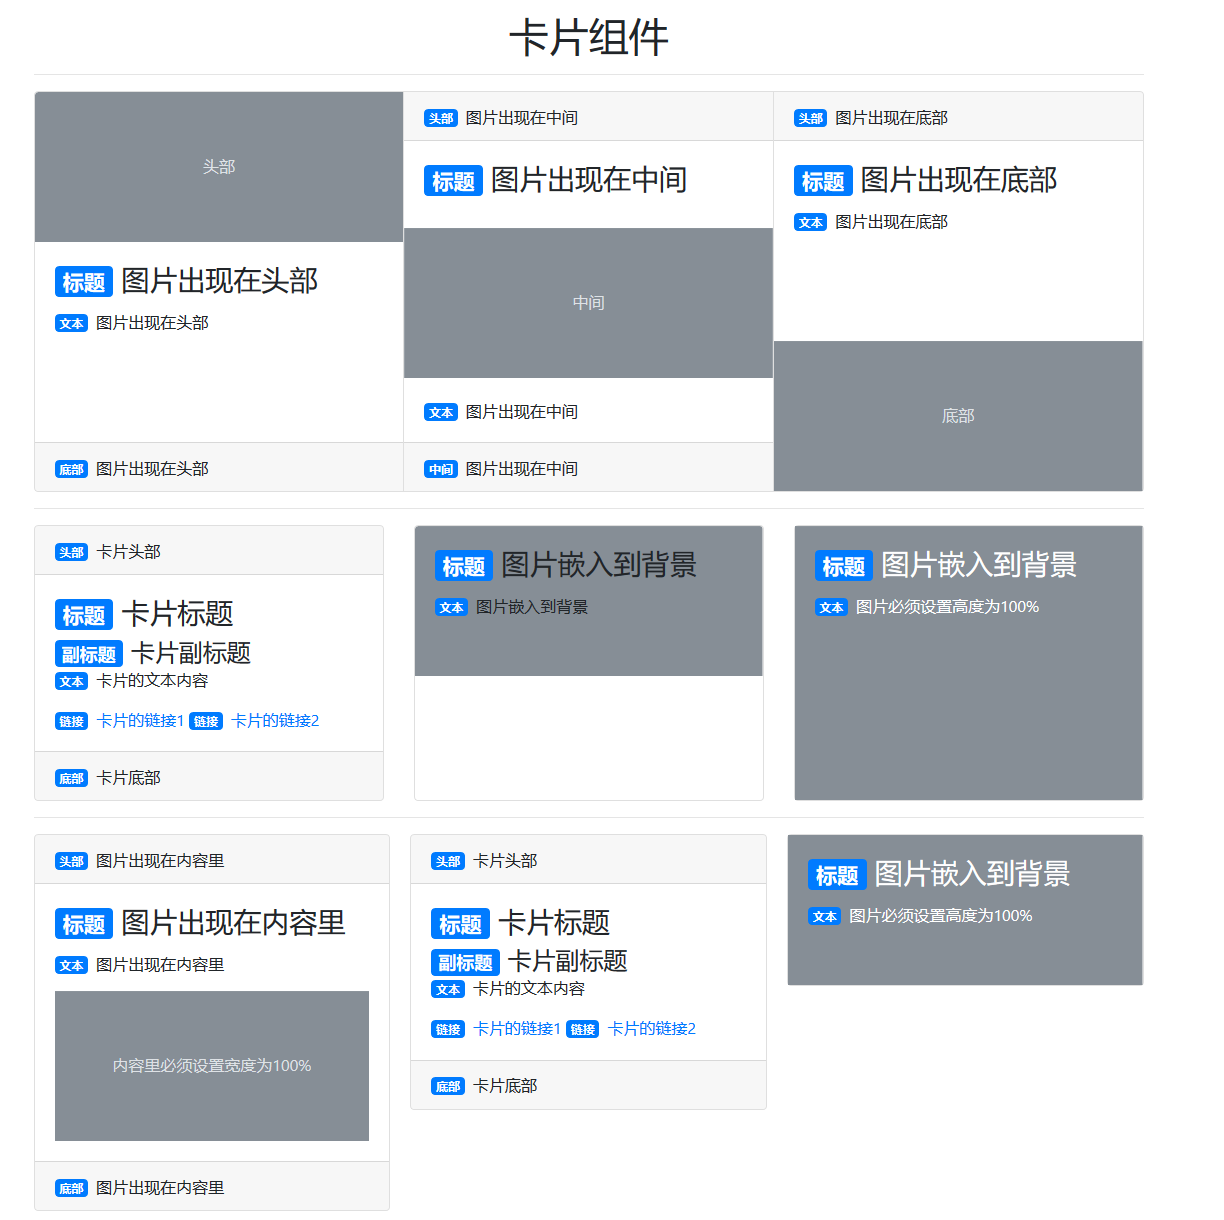 卡片组件
头部
标题 图片出现在头部
文本 图片出现在头部
底部 图片出现在头部
头部 图片出现在中间
标题 图片出现在中间
中间
文本 图片出现在中间
中间 图片出现在中间
头部 图片出现在底部
标题 图片出现在底部
文本 图片出现在底部
底部
头部 卡片头部
标题 卡片标题
副标题 卡片副标题
文本 卡片的文本内容
链接 卡片的链接1 链接 卡片的链接2
底部 卡片底部
标题 图片嵌入到背景
文本 图片嵌入到背景
标题 图片嵌入到背景
文本 图片必须设置高度为100%
头部 图片出现在内容里
标题 图片出现在内容里
文本 图片出现在内容里
内容里必须设置宽度为100%
底部 图片出现在内容里
头部 卡片头部
标题 卡片标题
副标题 卡片副标题
文本 卡片的文本内容
链接 卡片的链接1 链接 卡片的链接2
底部 卡片底部
标题 图片嵌入到背景
文本 图片必须设置高度为100%